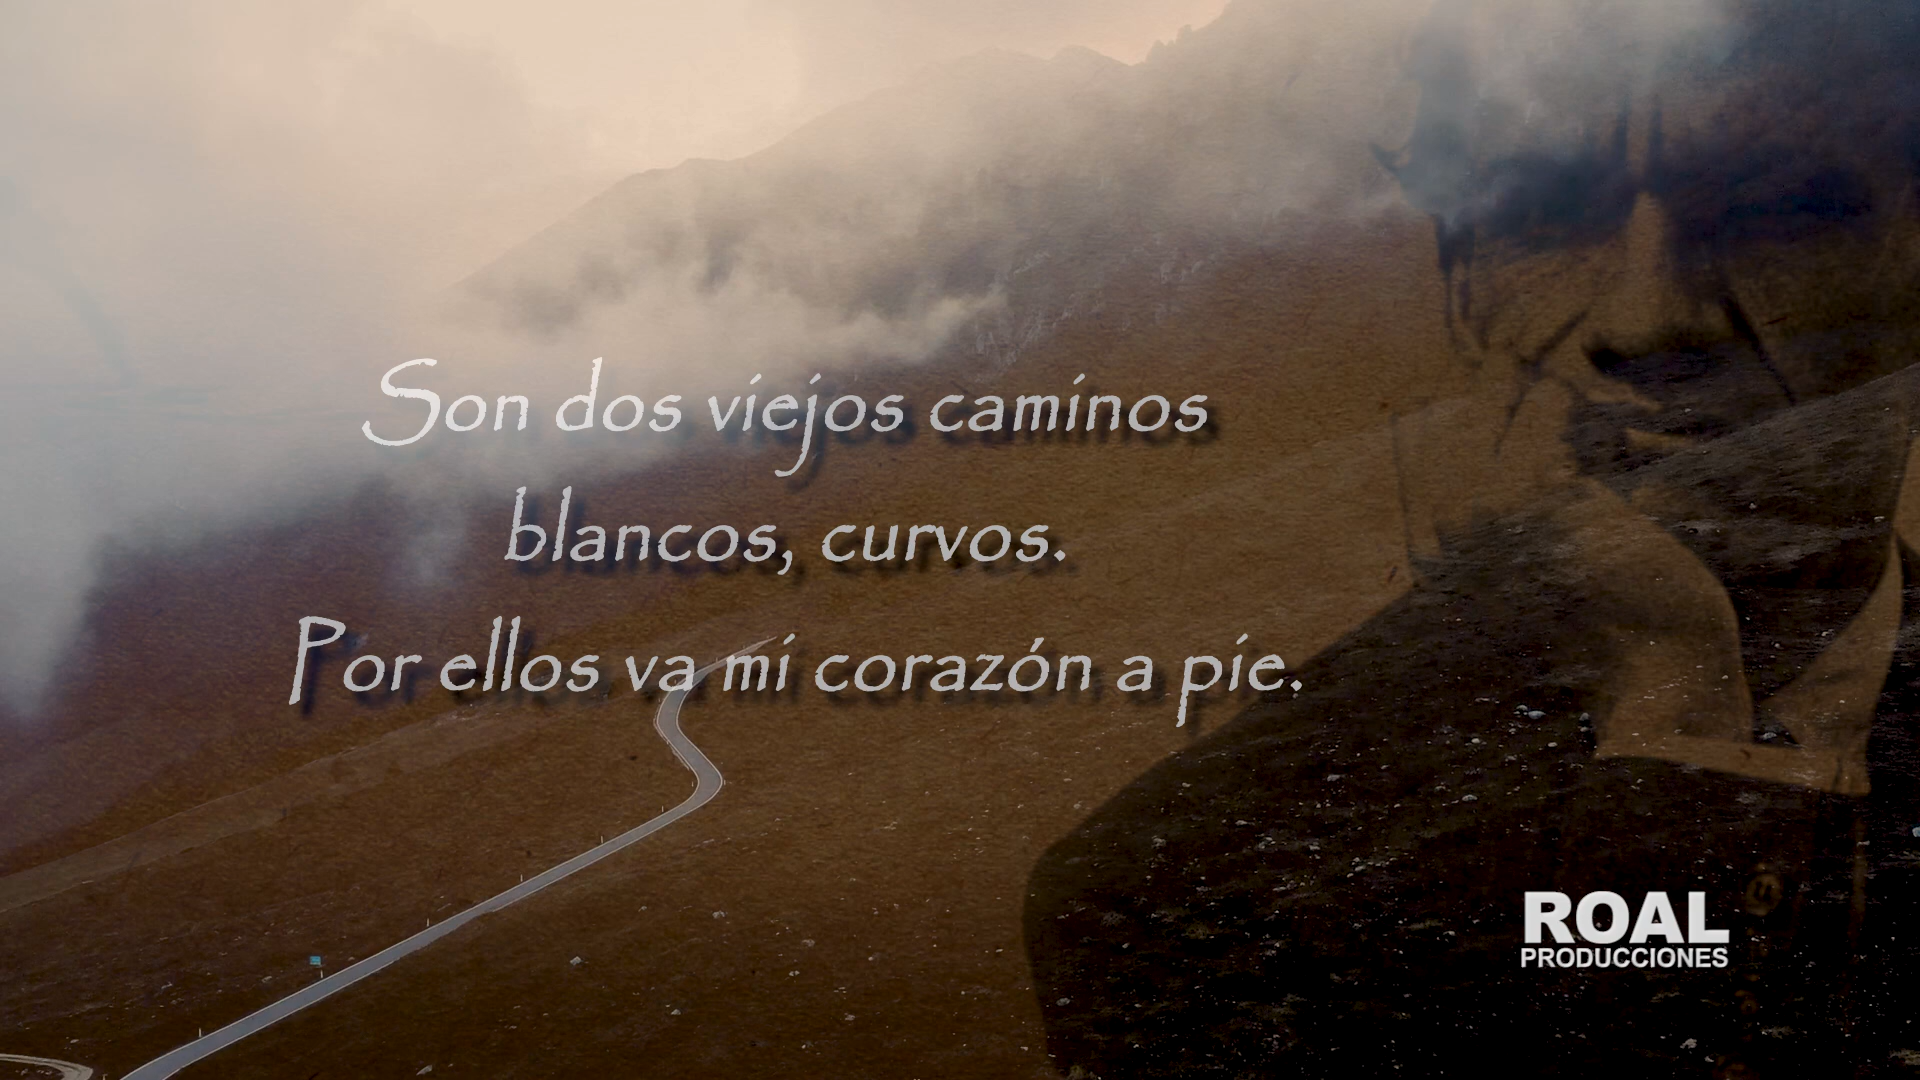 Son dos viejos caminos
blancos, curvos.
Por ellos va mi corazón a pie.
ROAL
PRODUCCIONES